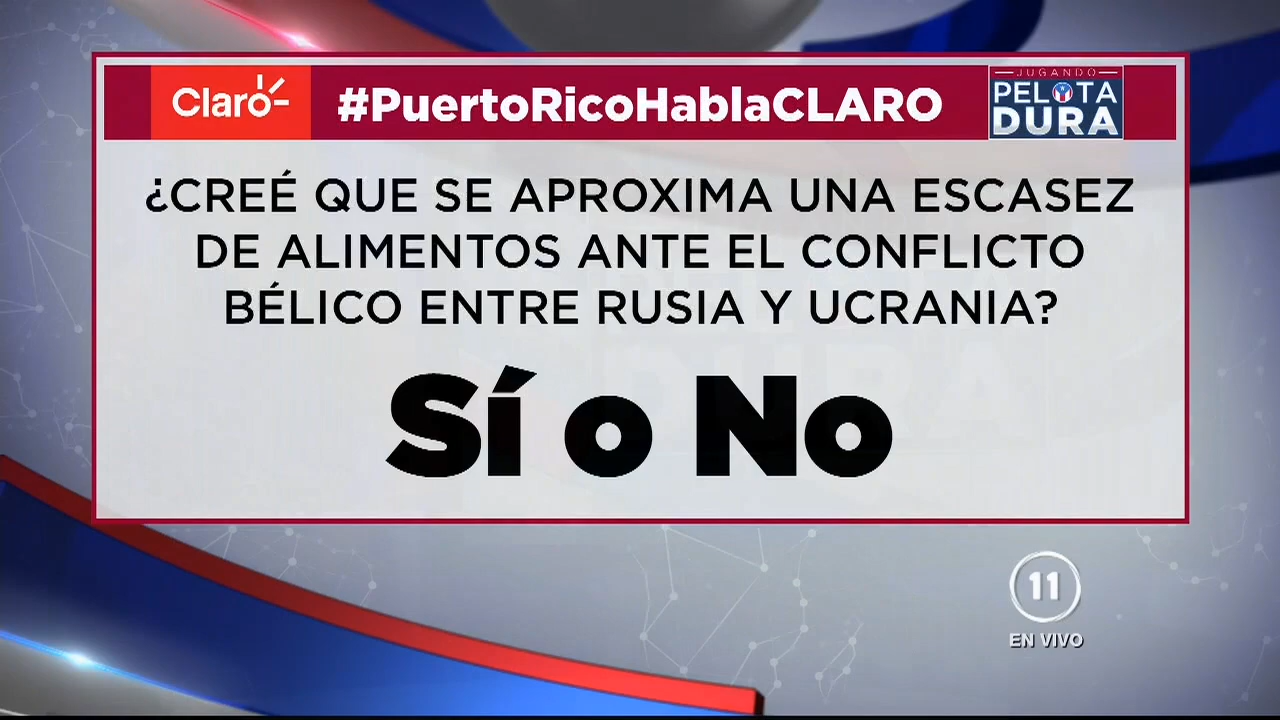 Claro
#PuertoRicoHablaCLARO
JUGANDO
PELOTA
DURA
¿CREÉ QUE SE APROXIMA UNA ESCASEZ
DE ALIMENTOS ANTE EL CONFLICTO
BÉLICO ENTRE RUSIA Y UCRANIA?
Sí o No
11
EN VIVO